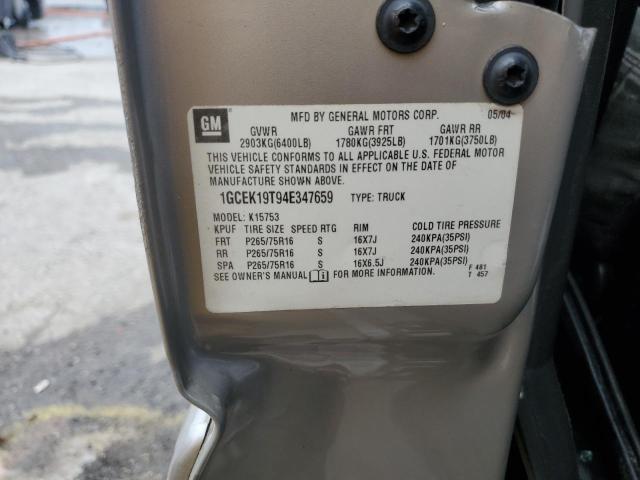 GM MFD BY GENERAL MOTORS CORP. 05/04
GVWR GAWR FRT GAWR RR
2903KG(6400LB) 1780KG(3925LB) 1701KG(3750LB)
THIS VEHICLE CONFORMS TO ALL APPLICABLE U.S. FEDERAL MOTOR
VEHICLE SAFETY STANDARDS IN EFFECT ON THE DATE OF
MANUFACTURE SHOWN ABOVE.
1GCEK19T94E347659 TYPE: TRUCK
MODEL: K15753
KPUF TIRE SIZE SPEED RTG RIM COLD TIRE PRESSURE
FRT P265/75R16 S 16X7J 240KPA(35PSI)
RR P265/75R16 S 16X7J 240KPA(35PSI)
SPA P265/75R16 S 16X6.5J 240KPA(35PSI)
SEE OWNER'S MANUAL FOR MORE INFORMATION.
F 481
T 457